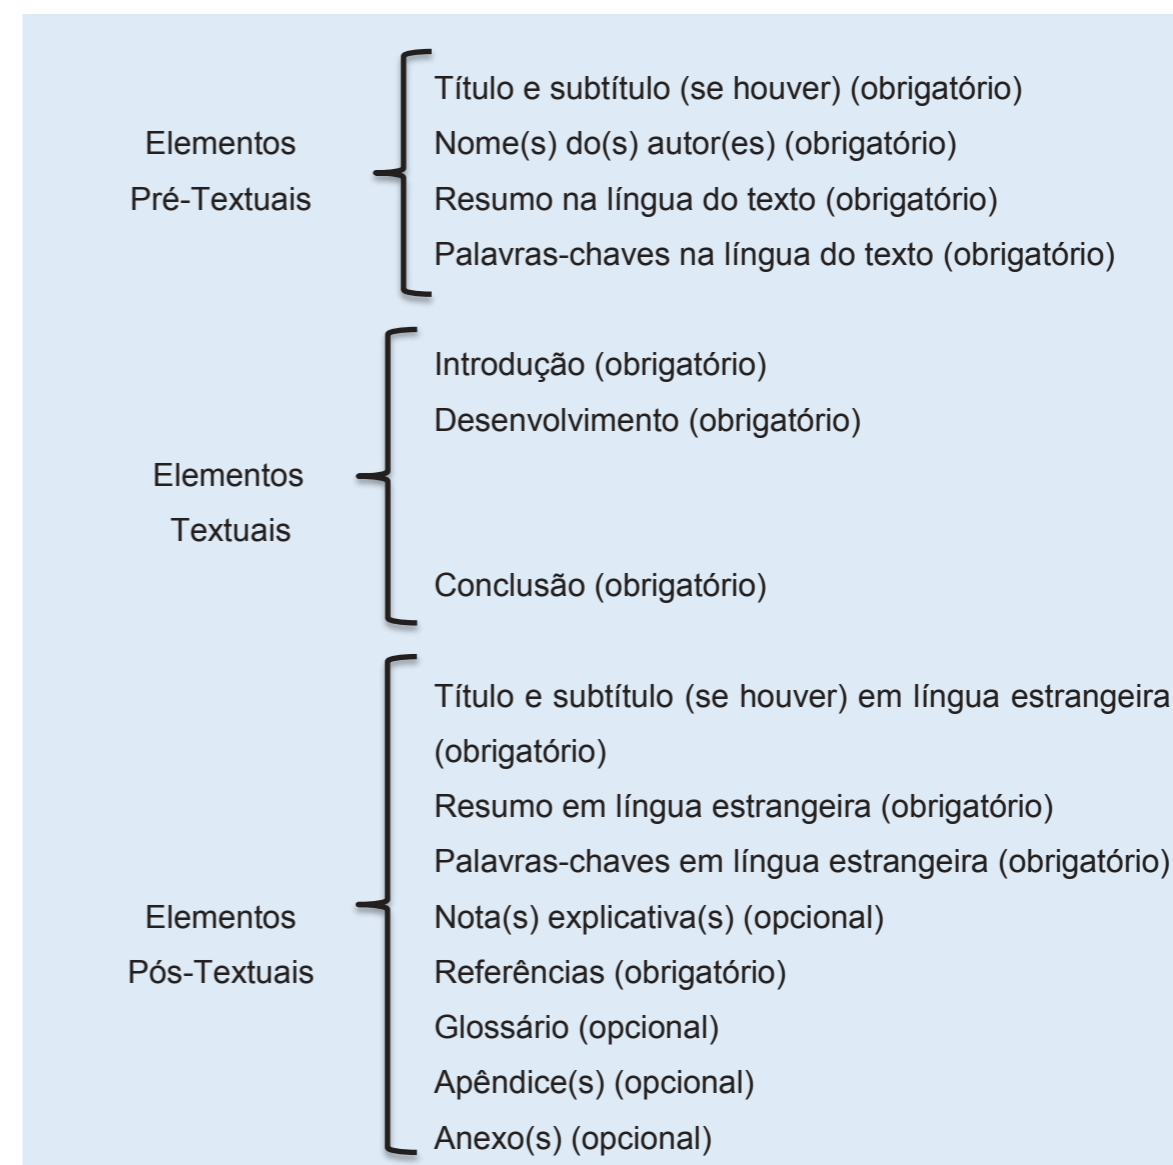 Elementos
Pré-Textuais
Título e subtítulo (se houver) (obrigatório)
Nome(s) do(s) autor(es) (obrigatório)
Resumo na língua do texto (obrigatório)
Palavras-chaves na língua do texto (obrigatório)
Elementos
Textuais
Introdução (obrigatório)
Desenvolvimento (obrigatório)
Conclusão (obrigatório)
Elementos
Pós-Textuais
Título e subtítulo (se houver) em língua estrangeira
(obrigatório)
Resumo em língua estrangeira (obrigatório)
Palavras-chaves em língua estrangeira (obrigatório)
Nota(s) explicativa(s) (opcional)
Referências (obrigatório)
Glossário (opcional)
Apêndice(s) (opcional)
Anexo(s) (opcional)